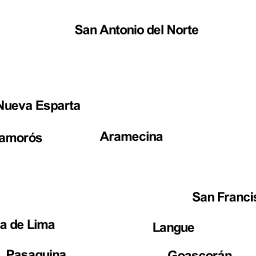 San Antonio del Norte
Nueva Esparta
amorós
Aramecina
San Francis
a de Lima
Langue
Pasaquina
Goascorán